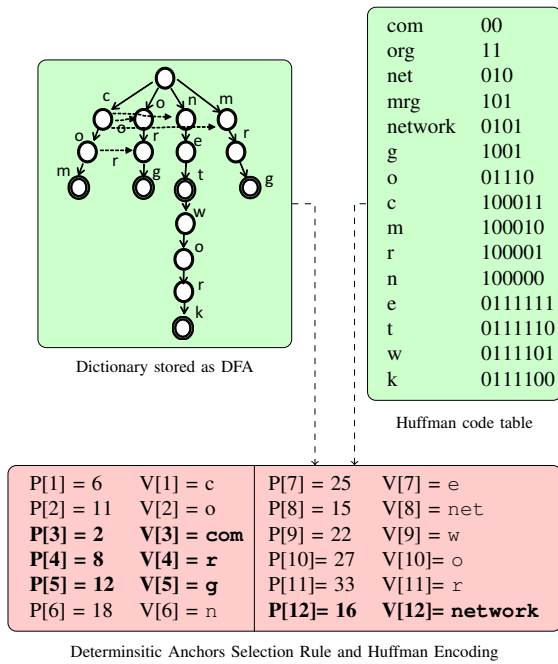 c
o
n
m
o
o
r
e
r
m
r
g
t
g
w
o
r
k
Dictionary stored as DFA
com 00
org 11
net 010
mrg 101
network 0101
g 1001
o 01110
c 100011
m 100010
r 100001
n 100000
e 0111111
t 0111110
w 0111101
k 0111100
Huffman code table
P[1] = 6 V[1] = c
P[2] = 11 V[2] = o
P[3] = 2 V[3] = com
P[4] = 8 V[4] = r
P[5] = 12 V[5] = g
P[6] = 18 V[6] = n
P[7] = 25 V[7] = e
P[8] = 15 V[8] = net
P[9] = 22 V[9] = w
P[10]= 27 V[10]= o
P[11]= 33 V[11]= r
P[12]= 16 V[12]= network
Determinsitic Anchors Selection Rule and Huffman Encoding